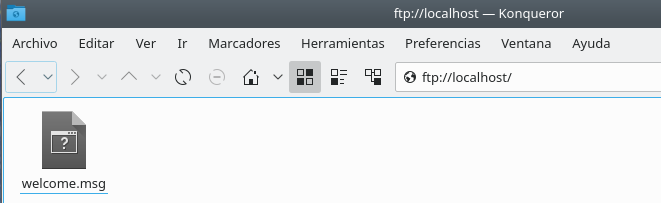 ftp://localhost — Konqueror
Archivo Editar Ver Ir Marcadores Herramientas Preferencias Ventana Ayuda
ftp://localhost/
?
welcome.msg